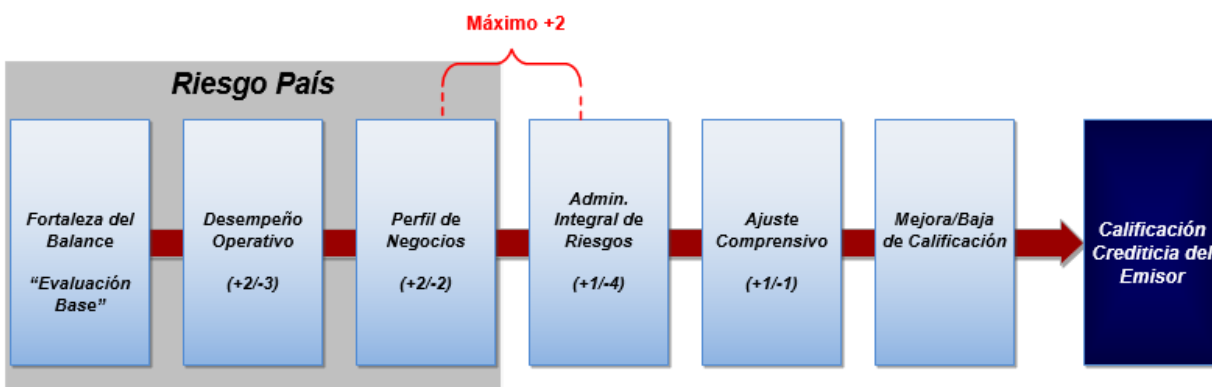 Máximo +2
Riesgo País
Fortaleza del
Balance
“Evaluación
Base”
Desempeño
Operativo
(+2/-3)
Perfil de
Negocios
(+2/-2)
Admin.
Integral de
Riesgos
(+1/-4)
Ajuste
Comprensivo
(+1/-1)
Mejora/Baja
de Calificación
Calificación
Crediticia del
Emisor